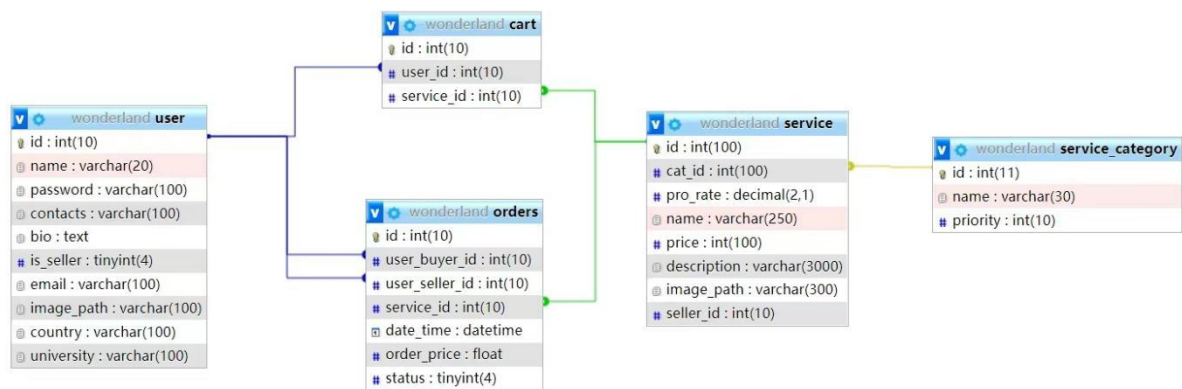 wonderland cart
id : int(10)
user_id : int(10)
service_id : int(10)
wonderland user
id : int(10)
name : varchar(20)
password : varchar(100)
contacts : varchar(100)
bio : text
is_seller : tinyint(4)
email : varchar(100)
image_path : varchar(100)
country : varchar(100)
university : varchar(100)
wonderland orders
id : int(10)
user_buyer_id : int(10)
user_seller_id : int(10)
service_id : int(10)
date_time : datetime
order_price : float
status : tinyint(4)
wonderland service
id : int(100)
cat_id : int(100)
pro_rate : decimal(2,1)
name : varchar(250)
price : int(100)
description : varchar(3000)
image_path : varchar(300)
seller_id : int(10)
wonderland service_category
id : int(11)
name : varchar(30)
priority : int(10)